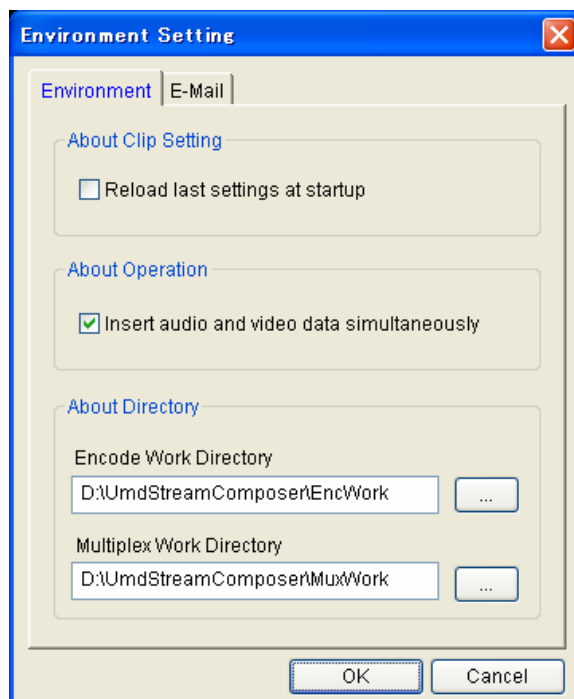 Environment Setting
Environment E-Mail
About Clip Setting
Reload last settings at startup
About Operation
Insert audio and video data simultaneously
About Directory
Encode Work Directory
D:\UmdStreamComposer\EncWork ...
Multiplex Work Directory
D:\UmdStreamComposer\MuxWork ...
OK Cancel